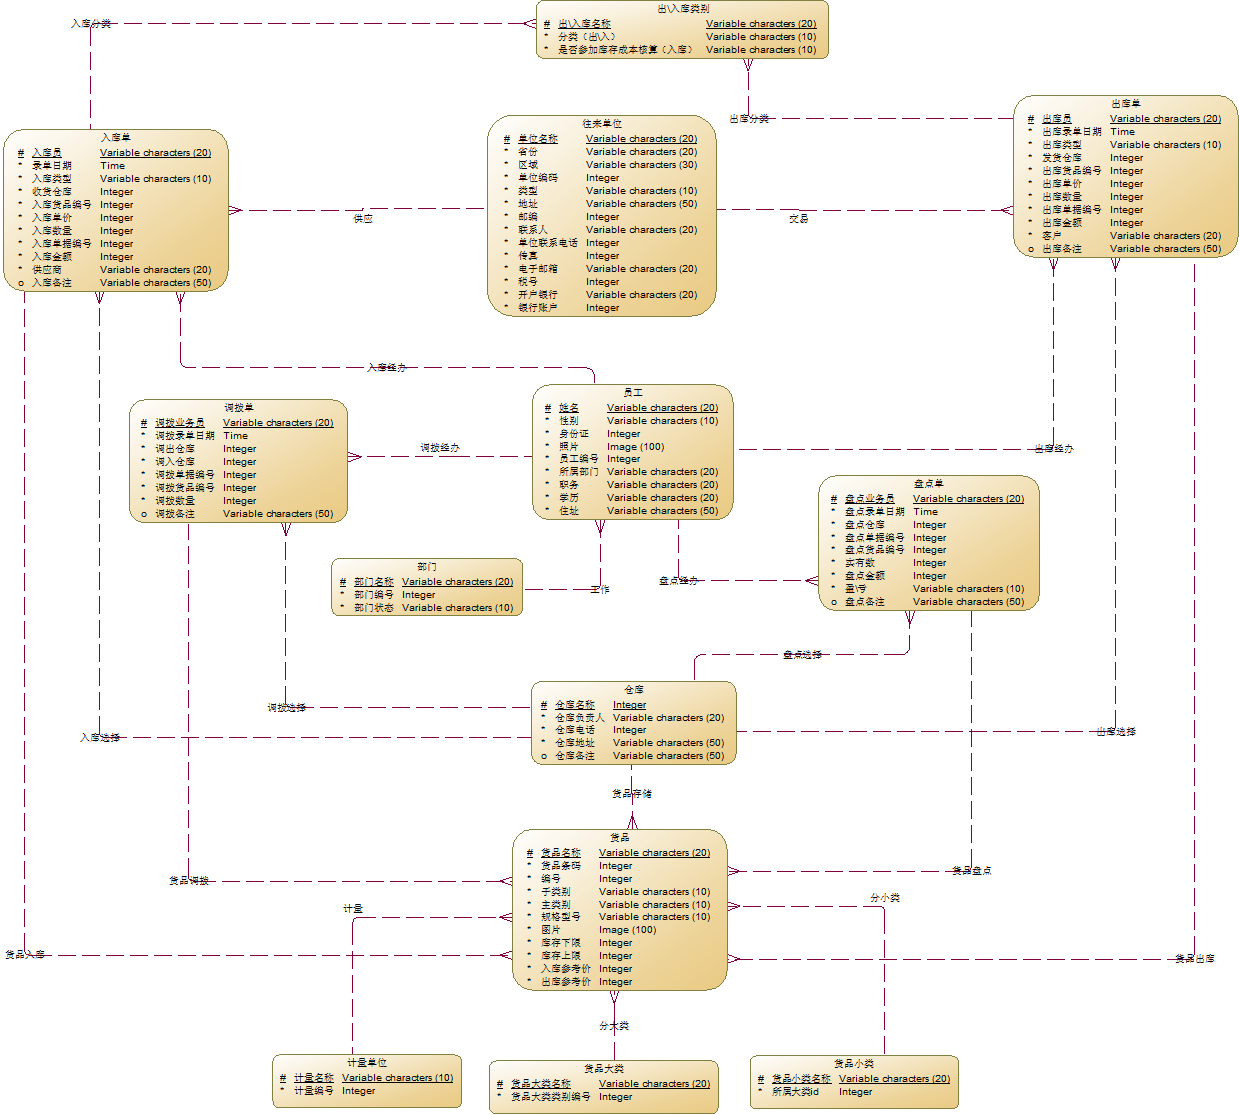 出\入库类别
# 出\入库名称 Variable characters (20)
* 分类（出\入） Variable characters (10)
* 是否参加库存成本核算（入库） Variable characters (10)
入库分类
出库分类
入库单
# 入库员 Variable characters (20)
* 录单日期 Time
* 入库类型 Variable characters (10)
* 收货仓库 Integer
* 入库货品编号 Integer
* 入库单价 Integer
* 入库数量 Integer
* 入库单据编号 Integer
* 入库金额 Integer
* 供应商 Variable characters (20)
o 入库备注 Variable characters (50)
供应
往来单位
# 单位名称 Variable characters (20)
* 省份 Variable characters (20)
* 区域 Variable characters (30)
* 单位编码 Integer
* 类型 Variable characters (10)
* 地址 Variable characters (50)
* 邮编 Integer
* 联系人 Variable characters (20)
* 单位联系电话 Integer
* 传真 Integer
* 电子邮箱 Variable characters (20)
* 税号 Integer
* 开户银行 Variable characters (20)
* 银行账户 Integer
交易
出库单
# 出库员 Variable characters (20)
* 出库录单日期 Time
* 出库类型 Variable characters (10)
* 发货仓库 Integer
* 出库货品编号 Integer
* 出库单价 Integer
* 出库数量 Integer
* 出库单据编号 Integer
* 出库金额 Integer
* 客户 Variable characters (20)
o 出库备注 Variable characters (50)
入库经办
调拨单
# 调拨业务员 Variable characters (20)
* 调拨录单日期 Time
* 调出仓库 Integer
* 调入仓库 Integer
* 调拨单据编号 Integer
* 调拨货品编号 Integer
* 调拨数量 Integer
o 调拨备注 Variable characters (50)
调拨经办
员工
# 姓名 Variable characters (20)
* 性别 Variable characters (10)
* 身份证 Integer
* 照片 Image (100)
* 员工编号 Integer
* 所属部门 Variable characters (20)
* 职务 Variable characters (20)
* 学历 Variable characters (20)
* 住址 Variable characters (50)
出库经办
盘点单
# 盘点业务员 Variable characters (20)
* 盘点录单日期 Time
* 盘点仓库 Integer
* 盘点单据编号 Integer
* 盘点货品编号 Integer
* 实有数 Integer
* 盘点金额 Integer
* 盈\亏 Variable characters (10)
o 盘点备注 Variable characters (50)
部门
# 部门名称 Variable characters (20)
* 部门编号 Integer
* 部门状态 Variable characters (10)
工作
盘点经办
盘点选择
仓库
# 仓库名称 Integer
* 仓库负责人 Variable characters (20)
* 仓库电话 Integer
* 仓库地址 Variable characters (50)
o 仓库备注 Variable characters (50)
调拨选择
入库选择
出库选择
货品存储
货品
# 货品名称 Variable characters (20)
* 货品条码 Integer
* 编号 Integer
* 子类别 Variable characters (10)
* 主类别 Variable characters (10)
* 规格型号 Variable characters (10)
* 图片 Image (100)
* 库存下限 Integer
* 库存上限 Integer
* 入库参考价 Integer
* 出库参考价 Integer
货品调拨
货品盘点
计量
分小类
货品入库
货品出库
分大类
计量单位
# 计量名称 Variable characters (10)
* 计量编号 Integer
货品大类
# 货品大类名称 Variable characters (20)
* 货品大类类别编号 Integer
货品小类
# 货品小类名称 Variable characters (20)
* 所属大类id Integer